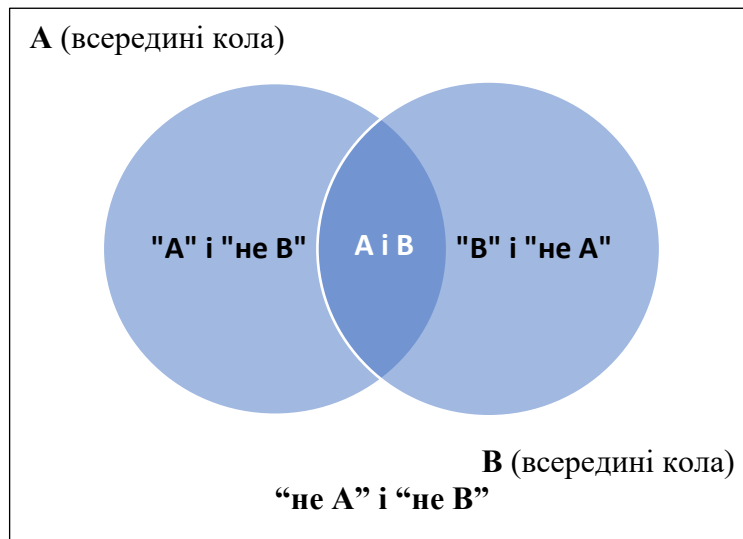 А (всередині кола)
"А" і "не В"
А і В
"В" і "не А"
В (всередині кола)
“не А” і “не В”